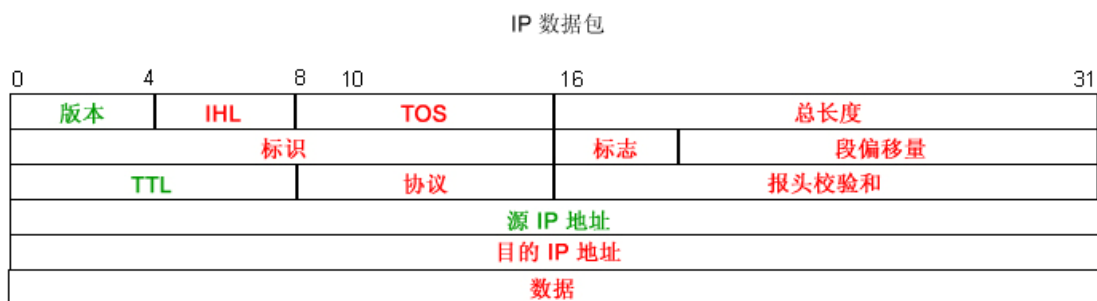 IP 数据包
0 4 8 10 16 31
版本 IHL TOS 总长度
标识 标志 段偏移量
TTL 协议 报头校验和
源 IP 地址
目的 IP 地址
数据